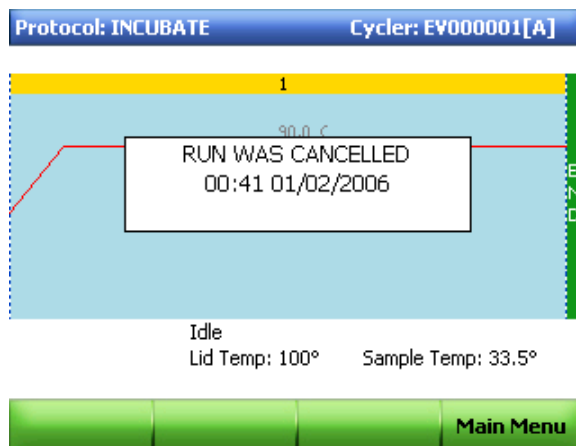 Protocol: INCUBATE Cycler: EV000001[A]
1
90.0 C
RUN WAS CANCELLED
00:41 01/02/2006
END
Idle
Lid Temp: 100° Sample Temp: 33.5°
Main Menu